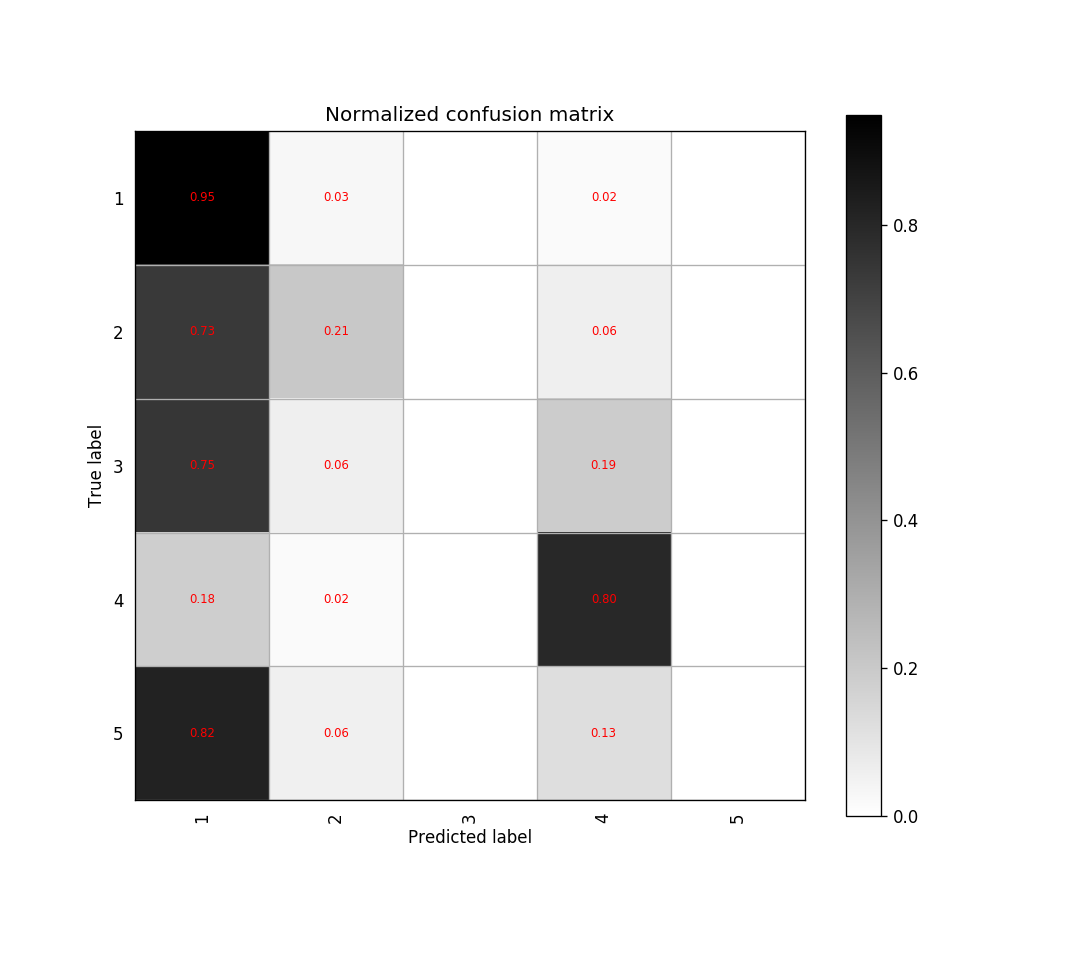 Normalized confusion matrix
1 0.95 0.03 0.02
2 0.73 0.21 0.06
3 0.75 0.06 0.19
4 0.18 0.02 0.80
5 0.82 0.06 0.13
True label
1 2 3 4 5
Predicted label
0.8
0.6
0.4
0.2
0.0